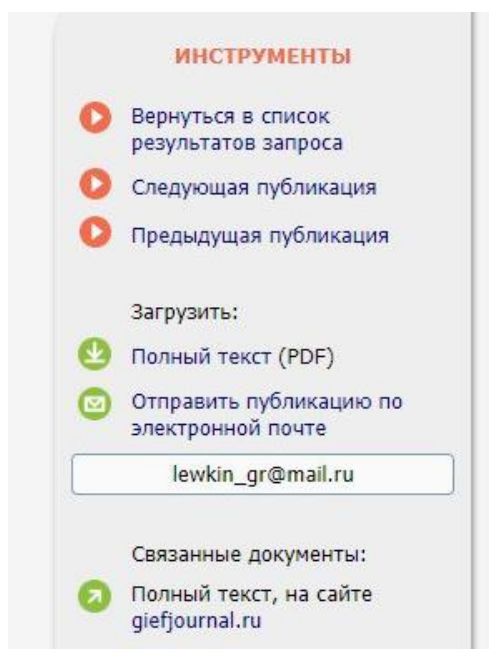 ИНСТРУМЕНТЫ
Вернуться в список
результатов запроса
Следующая публикация
Предыдущая публикация
Загрузить:
Полный текст (PDF)
Отправить публикацию по
электронной почте
lewkin_gr@mail.ru
Связанные документы:
Полный текст, на сайте
giefjournal.ru